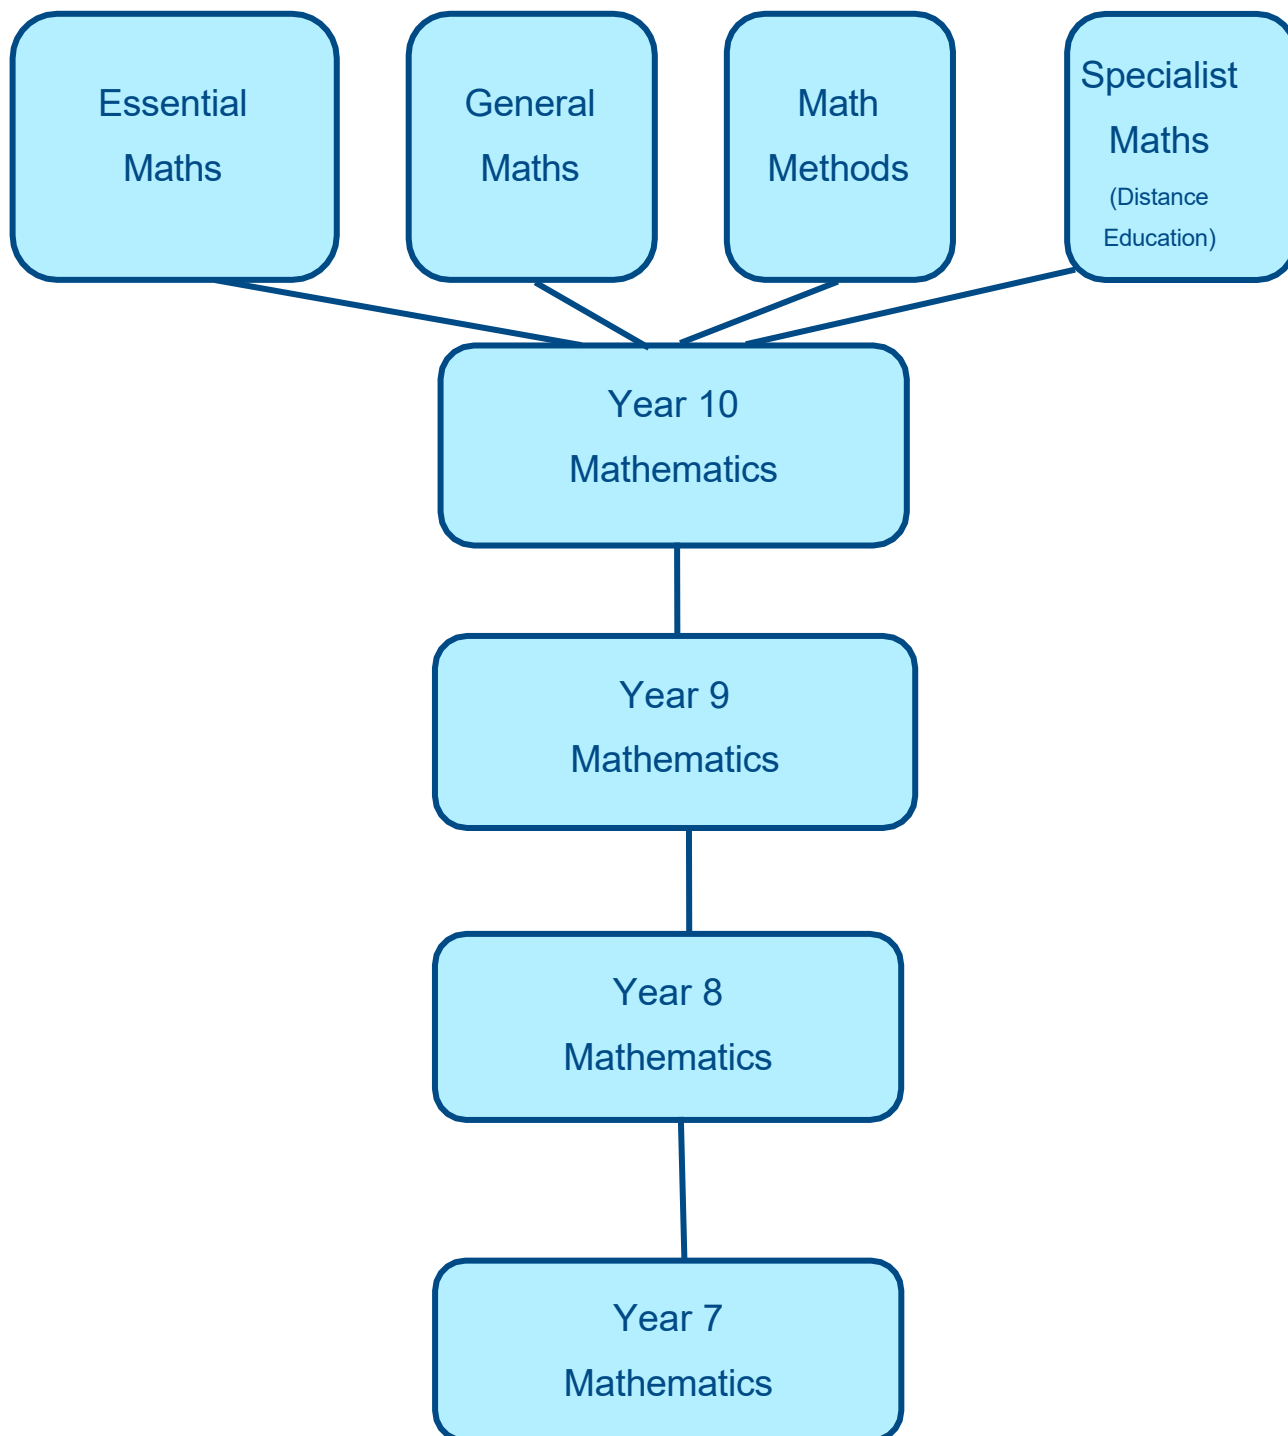 Essential
Maths
General
Maths
Math
Methods
Specialist
Maths
(Distance
Education)
Year 10
Mathematics
Year 9
Mathematics
Year 8
Mathematics
Year 7
Mathematics